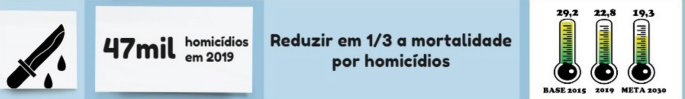 47mil homicídios
em 2019
Reduzir em 1/3 a mortalidade
por homicídios
29,2 22,8 19,3
BASE 2015 2019 META 2030